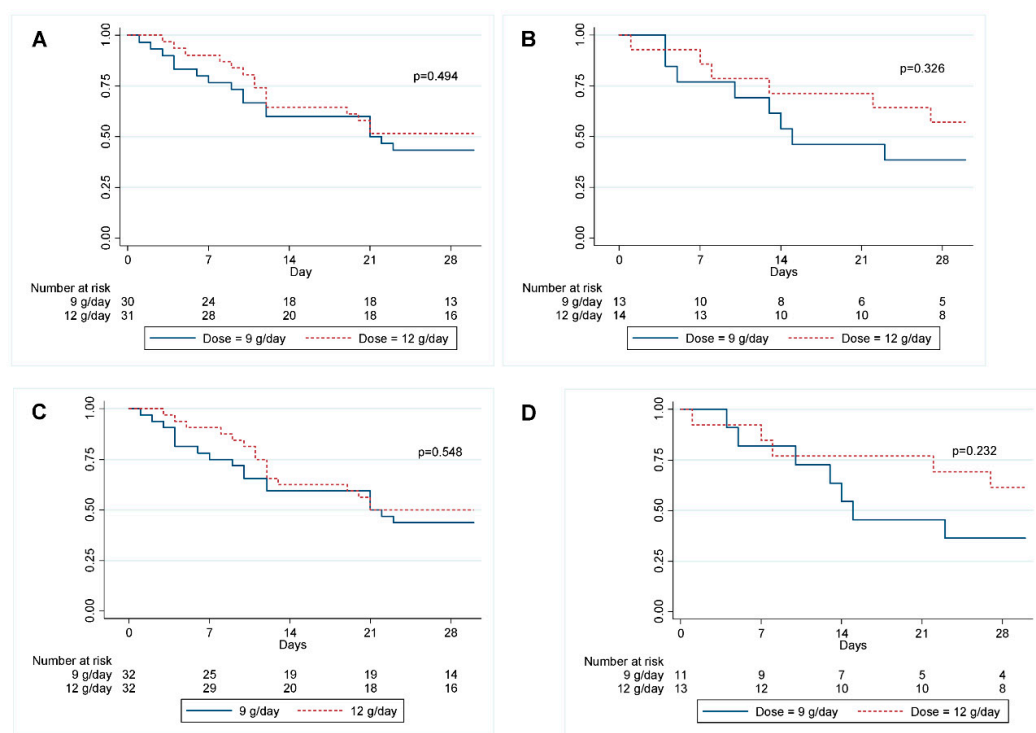 A
1.00
0.75
0.50
0.25
0.00
p=0.494
0 7 14 21 28
Day
Number at risk
9 g/day 30 24 18 18 13
12 g/day 31 28 20 18 16
Dose = 9 g/day Dose = 12 g/day
B
1.00
0.75
0.50
0.25
0.00
p=0.326
0 7 14 21 28
Days
Number at risk
9 g/day 13 10 8 6 5
12 g/day 14 13 10 10 8
Dose = 9 g/day Dose = 12 g/day
C
1.00
0.75
0.50
0.25
0.00
p=0.548
0 7 14 21 28
Days
Number at risk
9 g/day 32 25 19 19 14
12 g/day 32 29 20 18 16
9 g/day 12 g/day
D
1.00
0.75
0.50
0.25
0.00
p=0.232
0 7 14 21 28
Days
Number at risk
9 g/day 11 9 7 5 4
12 g/day 13 12 10 10 8
Dose = 9 g/day Dose = 12 g/day